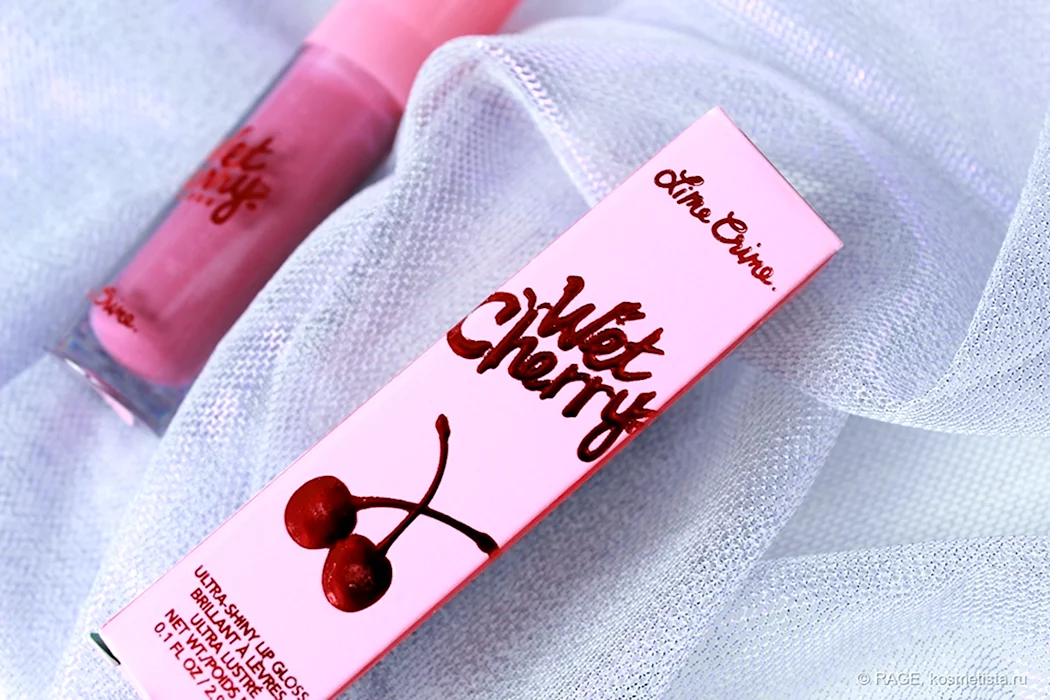 Lime Crime.
Wet
Cherry
ULTRA-SHINY LIP GLOSS
BRILLANT À LÈVRES
ULTRA LUSTRÉ
NET WT./POIDS
0.1 FL OZ / 2
Wet
Cherry
Crime.
© RAGE, kosmetista.ru